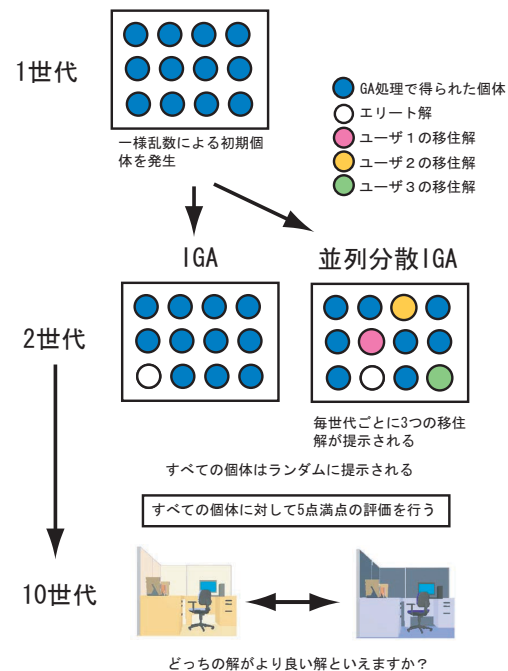 1世代
一様乱数による初期個
体を発生
GA処理で得られた個体
エリート解
ユーザ1の移住解
ユーザ2の移住解
ユーザ3の移住解
IGA
並列分散IGA
2世代
毎世代ごとに3つの移住
解が提示される
すべての個体はランダムに提示される
すべての個体に対して5点満点の評価を行う
10世代
どっちの解がより良い解といえますか?